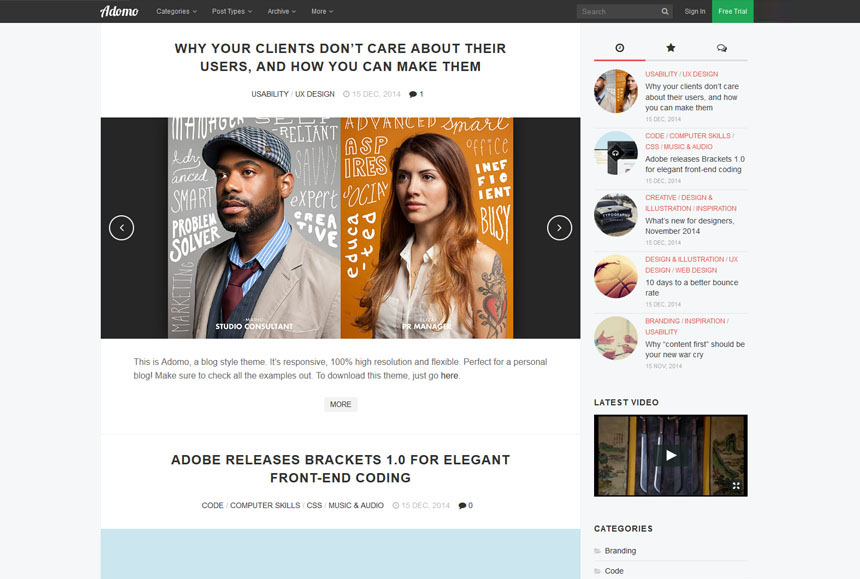 Adomo Categories Post Types Archive More Search Sign In Free Trial
WHY YOUR CLIENTS DON'T CARE ABOUT THEIR
USERS, AND HOW YOU CAN MAKE THEM
USABILITY / UX DESIGN 15 DEC, 2014 1
MANAGER SELF RELIANT
SMART
SAVVY
expert
PROBLEM
SOLVER
CREATIVE
MARKETING
STUDIO CONSULTANT
ADVANCED Smart
ASPIRES
office
SOCIAL
INEFFICIENT
educa
-ted
BUSY
PR MANAGER
This is Adomo, a blog style theme. It's responsive, 100% high resolution and flexible. Perfect for a personal
blog! Make sure to check all the examples out. To download this theme, just go here.
MORE
ADOBE RELEASES BRACKETS 1.0 FOR ELEGANT
FRONT-END CODING
CODE / COMPUTER SKILLS / CSS / MUSIC & AUDIO 15 DEC, 2014 0
USABILITY / UX DESIGN
Why your clients don't care
about their users, and how
you can make them
15 DEC, 2014
CODE / COMPUTER SKILLS /
CSS / MUSIC & AUDIO
Adobe releases Brackets 1.0
for elegant front-end coding
15 DEC, 2014
CREATIVE / DESIGN &
ILLUSTRATION / INSPIRATION
What's new for designers,
November 2014
15 DEC, 2014
DESIGN & ILLUSTRATION / UX
DESIGN / WEB DESIGN
10 days to a better bounce
rate
15 DEC, 2014
BRANDING / INSPIRATION /
USABILITY
Why "content first" should be
your new war cry
15 NOV, 2014
LATEST VIDEO
CATEGORIES
Branding
Code